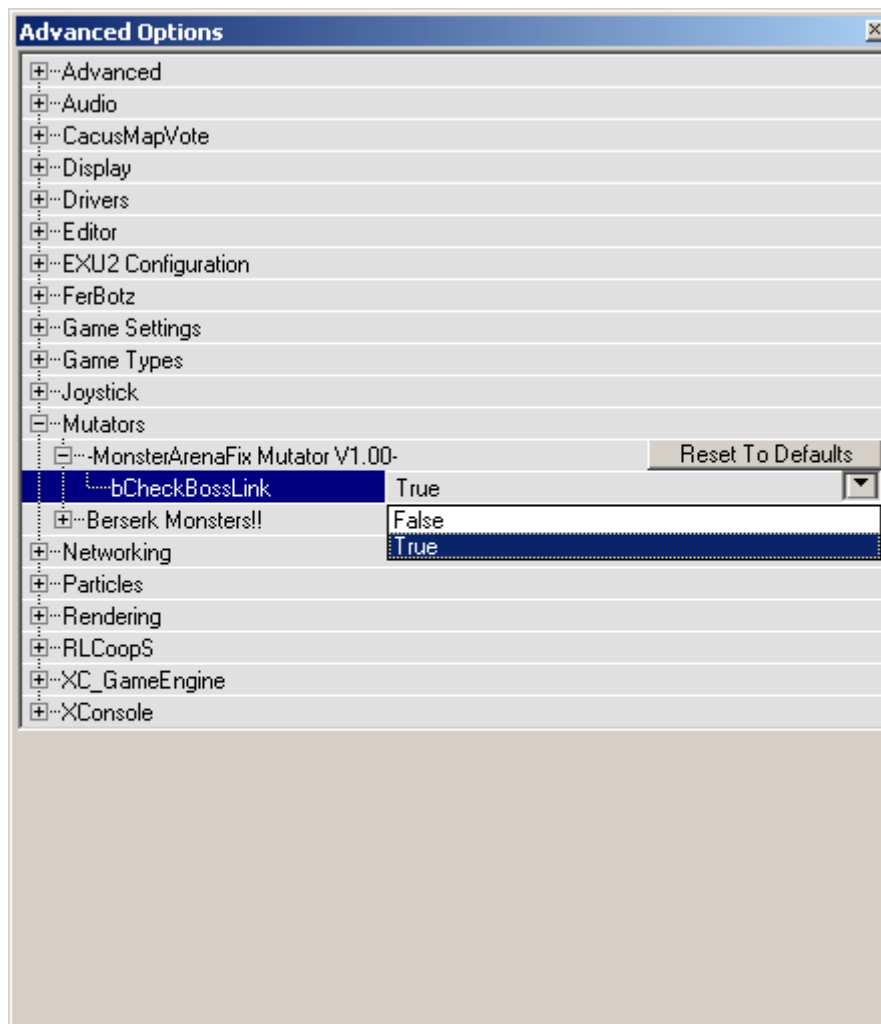 Advanced Options
Advanced
Audio
CacusMapVote
Display
Drivers
Editor
EXU2 Configuration
FerBotz
Game Settings
Game Types
Joystick
Mutators
-MonsterArenaFix Mutator V1.00- Reset To Defaults
bCheckBossLink True
Berserk Monsters!! False
True
Networking
Particles
Rendering
RLCoopS
XC_GameEngine
XConsole